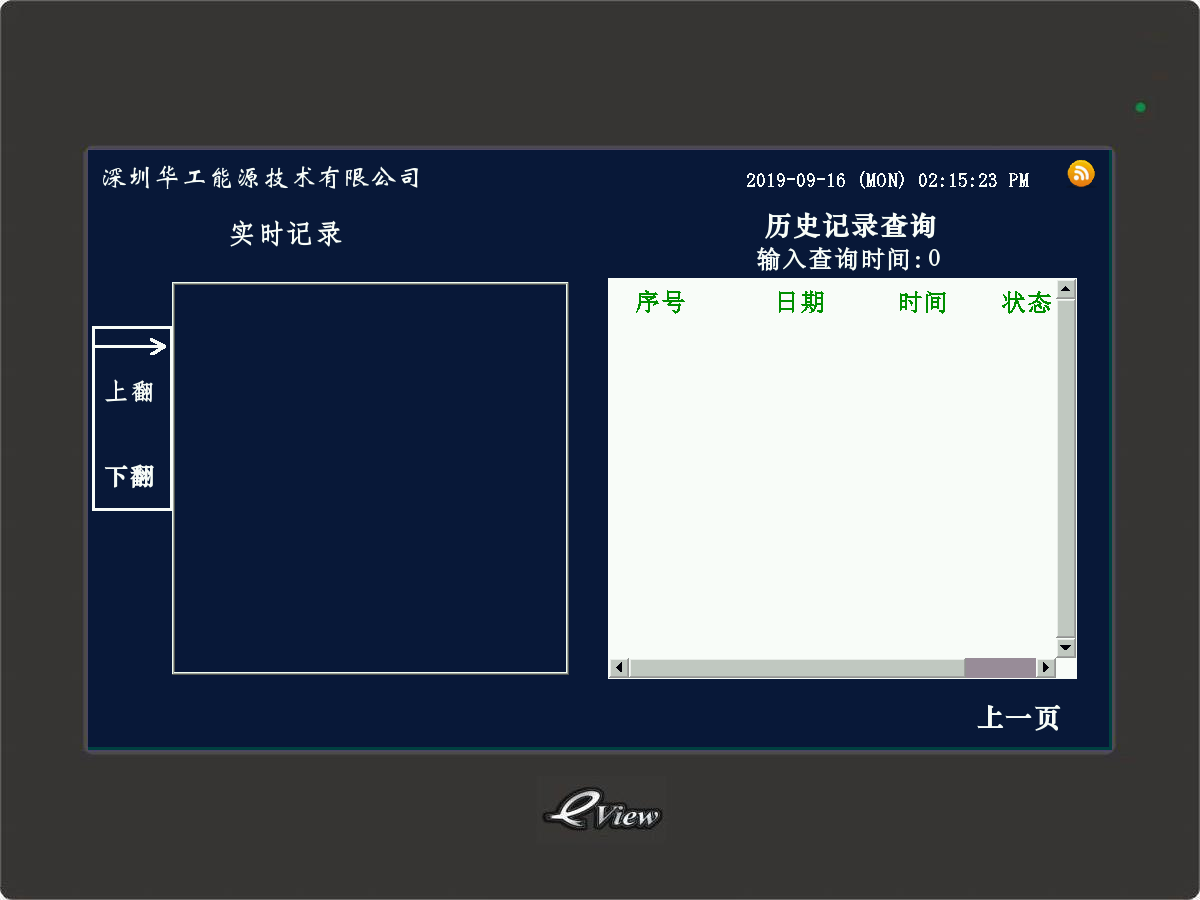 深圳华工能源技术有限公司
2019-09-16 (MON) 02:15:23 PM
实时记录
历史记录查询
输入查询时间:0
序号 日期 时间 状态
上翻
下翻
上一页
eView